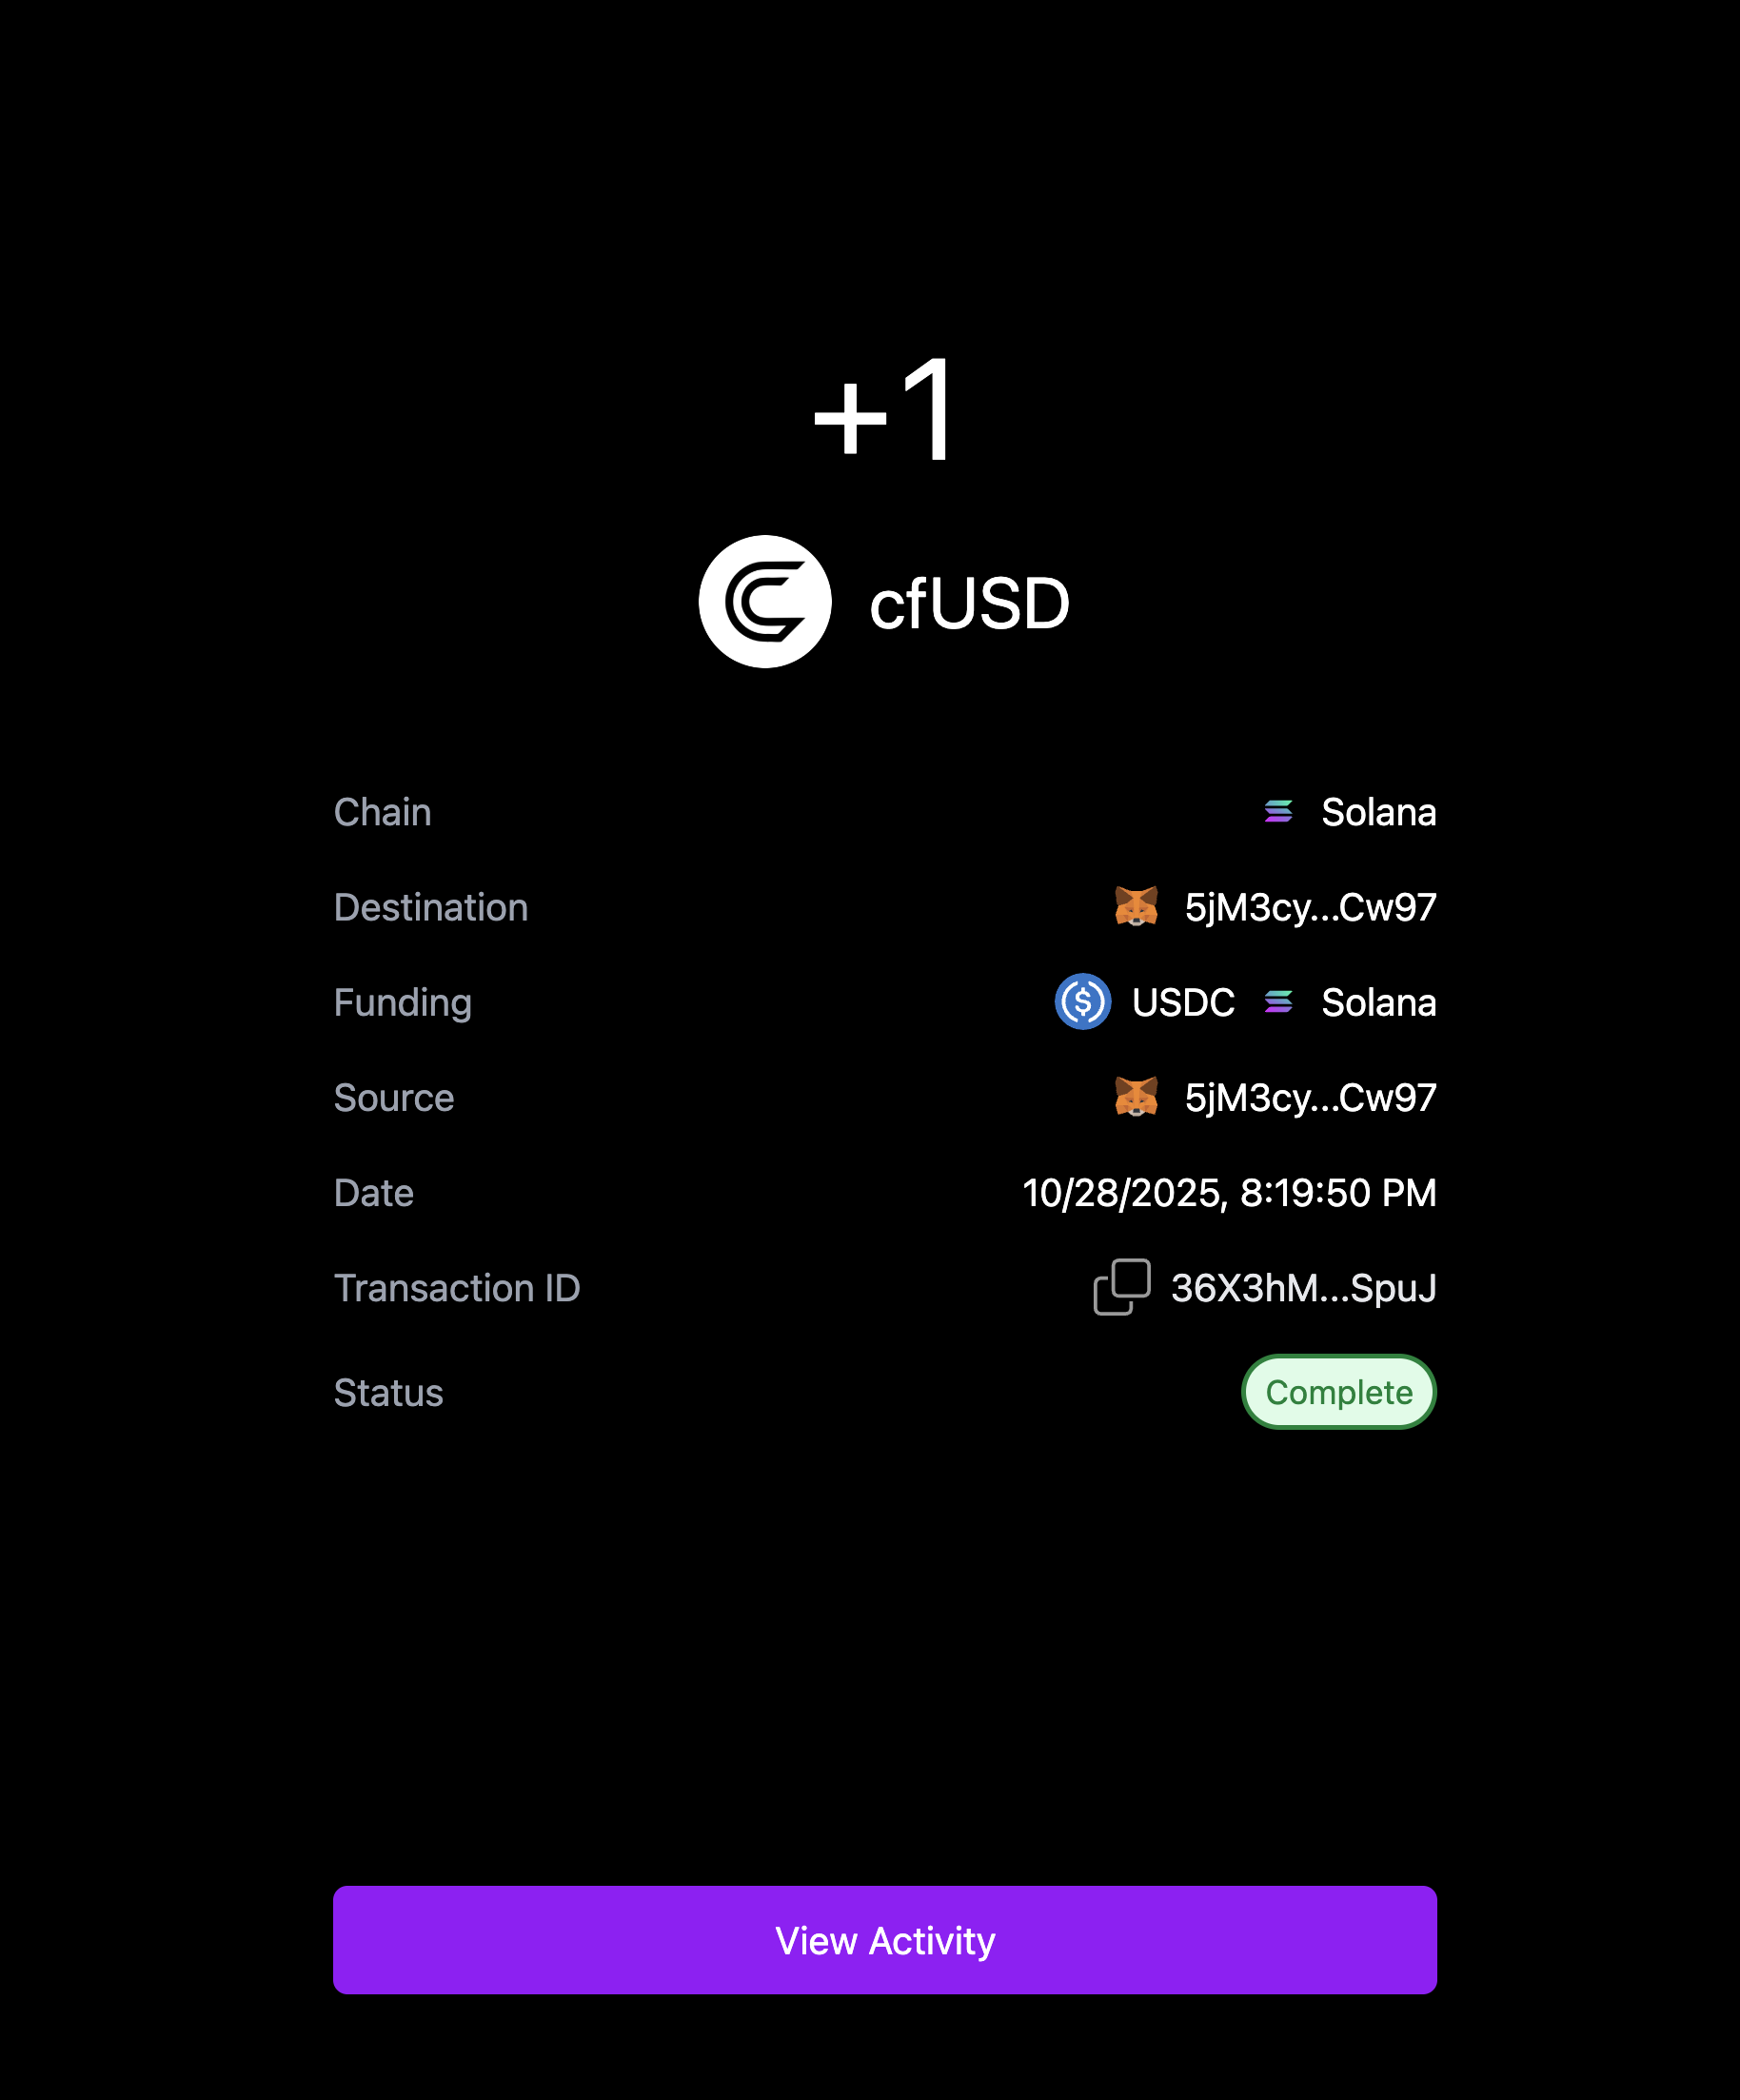 +1
cfUSD
Chain Solana
Destination 5jM3cy...Cw97
Funding USDC Solana
Source 5jM3cy...Cw97
Date 10/28/2025, 8:19:50 PM
Transaction ID 36X3hM...SpuJ
Status Complete
View Activity